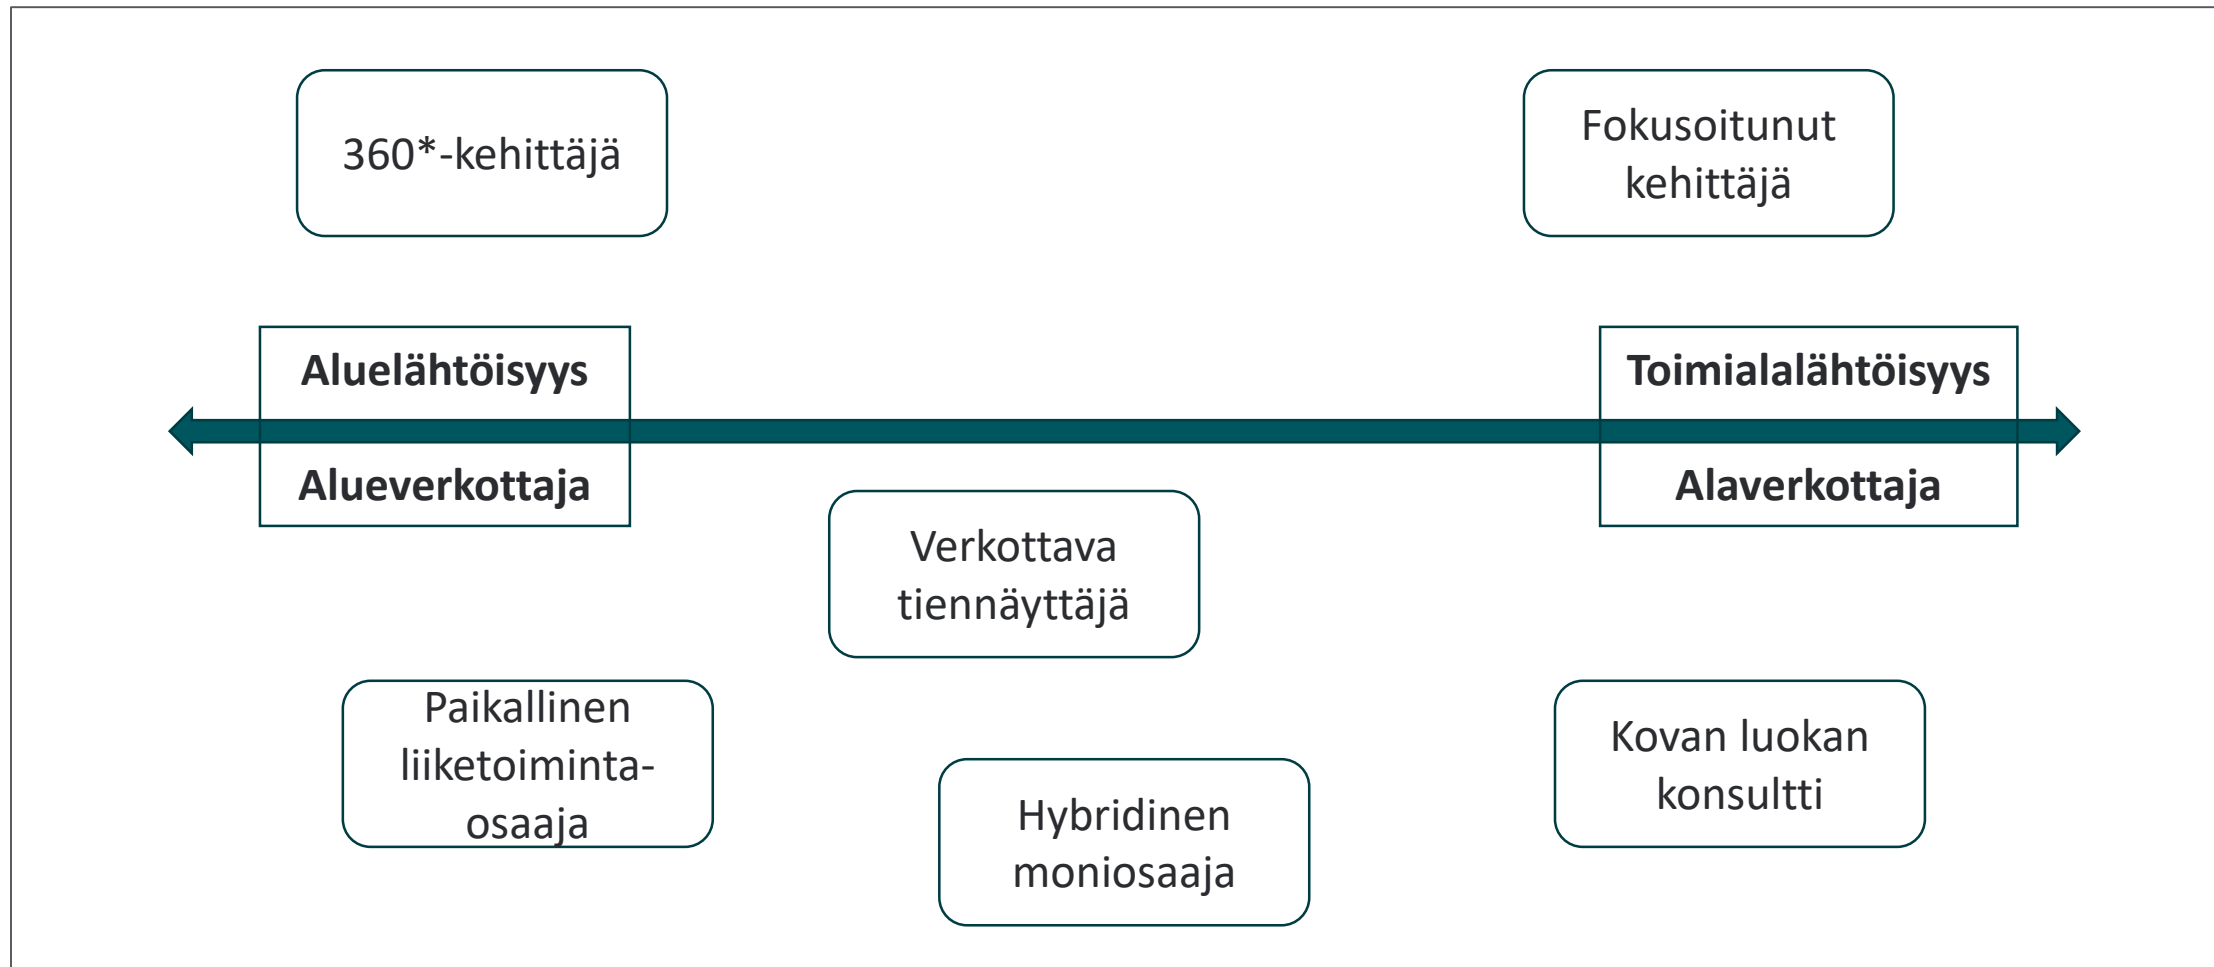 360*-kehittäjä
Fokusoitunut
kehittäjä
Aluelähtöisyys
Toimialalähtöisyys
Alueverkottaja
Alaverkottaja
Verkottava
tiennäyttäjä
Paikallinen
liiketoiminta-
osaaja
Kovan luokan
konsultti
Hybridinen
moniosaaja